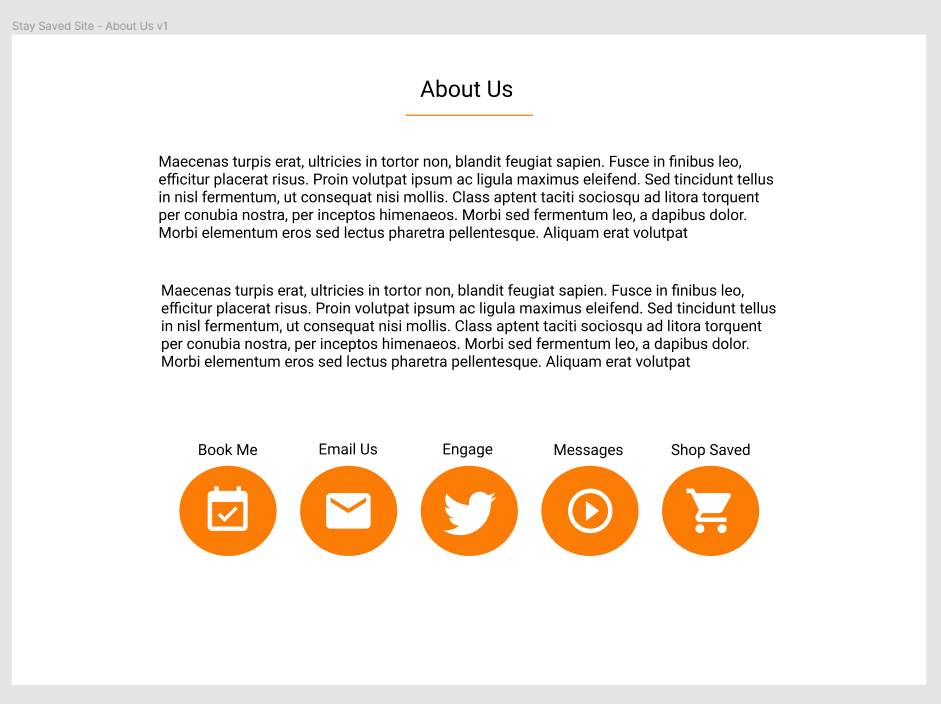 Stay Saved Site - About Us v1
About Us
Maecenas turpis erat, ultricies in tortor non, blandit feugiat sapien. Fusce in finibus leo,
efficitur placerat risus. Proin volutpat ipsum ac ligula maximus eleifend. Sed tincidunt tellus
in nisl fermentum, ut consequat nisi mollis. Class aptent taciti sociosqu ad litora torquent
per conubia nostra, per inceptos himenaeos. Morbi sed fermentum leo, a dapibus dolor.
Morbi elementum eros sed lectus pharetra pellentesque. Aliquam erat volutpat
Maecenas turpis erat, ultricies in tortor non, blandit feugiat sapien. Fusce in finibus leo,
efficitur placerat risus. Proin volutpat ipsum ac ligula maximus eleifend. Sed tincidunt tellus
in nisl fermentum, ut consequat nisi mollis. Class aptent taciti sociosqu ad litora torquent
per conubia nostra, per inceptos himenaeos. Morbi sed fermentum leo, a dapibus dolor.
Morbi elementum eros sed lectus pharetra pellentesque. Aliquam erat volutpat
Book Me Email Us Engage Messages Shop Saved